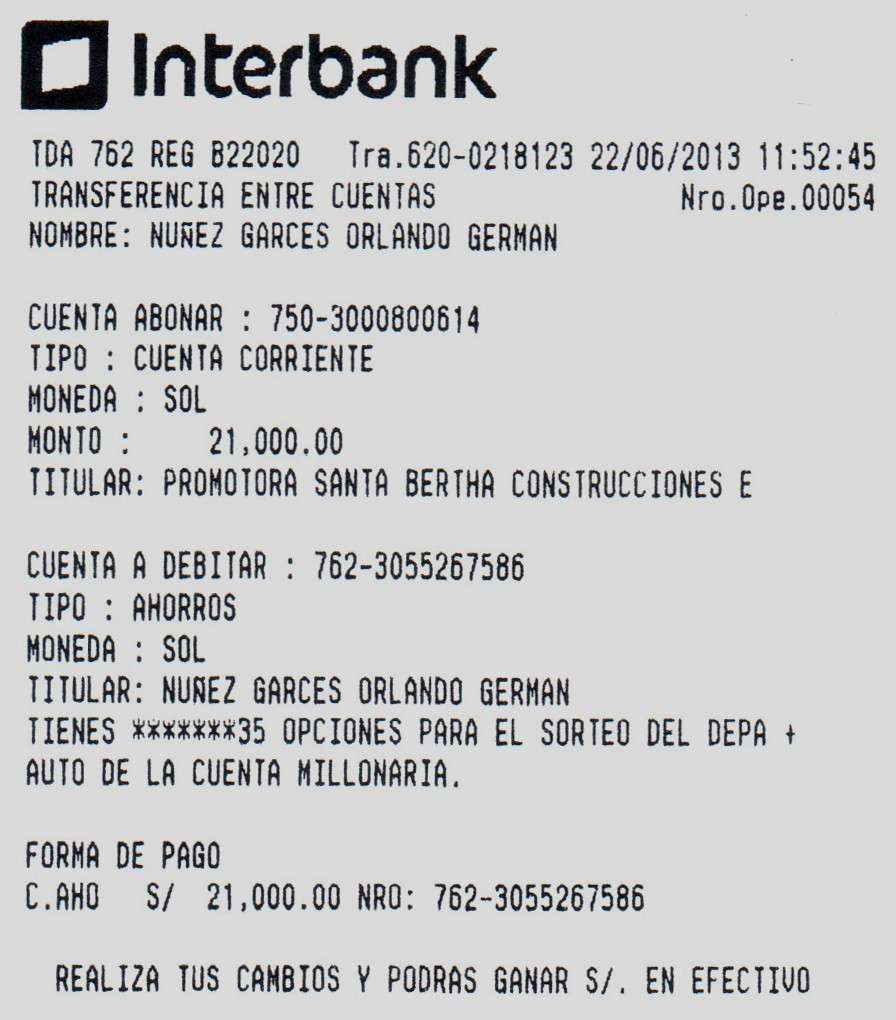 Interbank
TDA 762 REG B22020 Tra.620-0218123 22/06/2013 11:52:45
TRANSFERENCIA ENTRE CUENTAS Nro.Ope.00054
NOMBRE: NUÑEZ GARCES ORLANDO GERMAN
CUENTA ABONAR : 750-3000800614
TIPO : CUENTA CORRIENTE
MONEDA : SOL
MONTO : 21,000.00
TITULAR: PROMOTORA SANTA BERTHA CONSTRUCCIONES E
CUENTA A DEBITAR : 762-3055267586
TIPO : AHORROS
MONEDA : SOL
TITULAR: NUÑEZ GARCES ORLANDO GERMAN
TIENES *******35 OPCIONES PARA EL SORTEO DEL DEPA +
AUTO DE LA CUENTA MILLONARIA.
FORMA DE PAGO
C.AHO S/ 21,000.00 NRO: 762-3055267586
REALIZA TUS CAMBIOS Y PODRAS GANAR S/. EN EFECTIVO